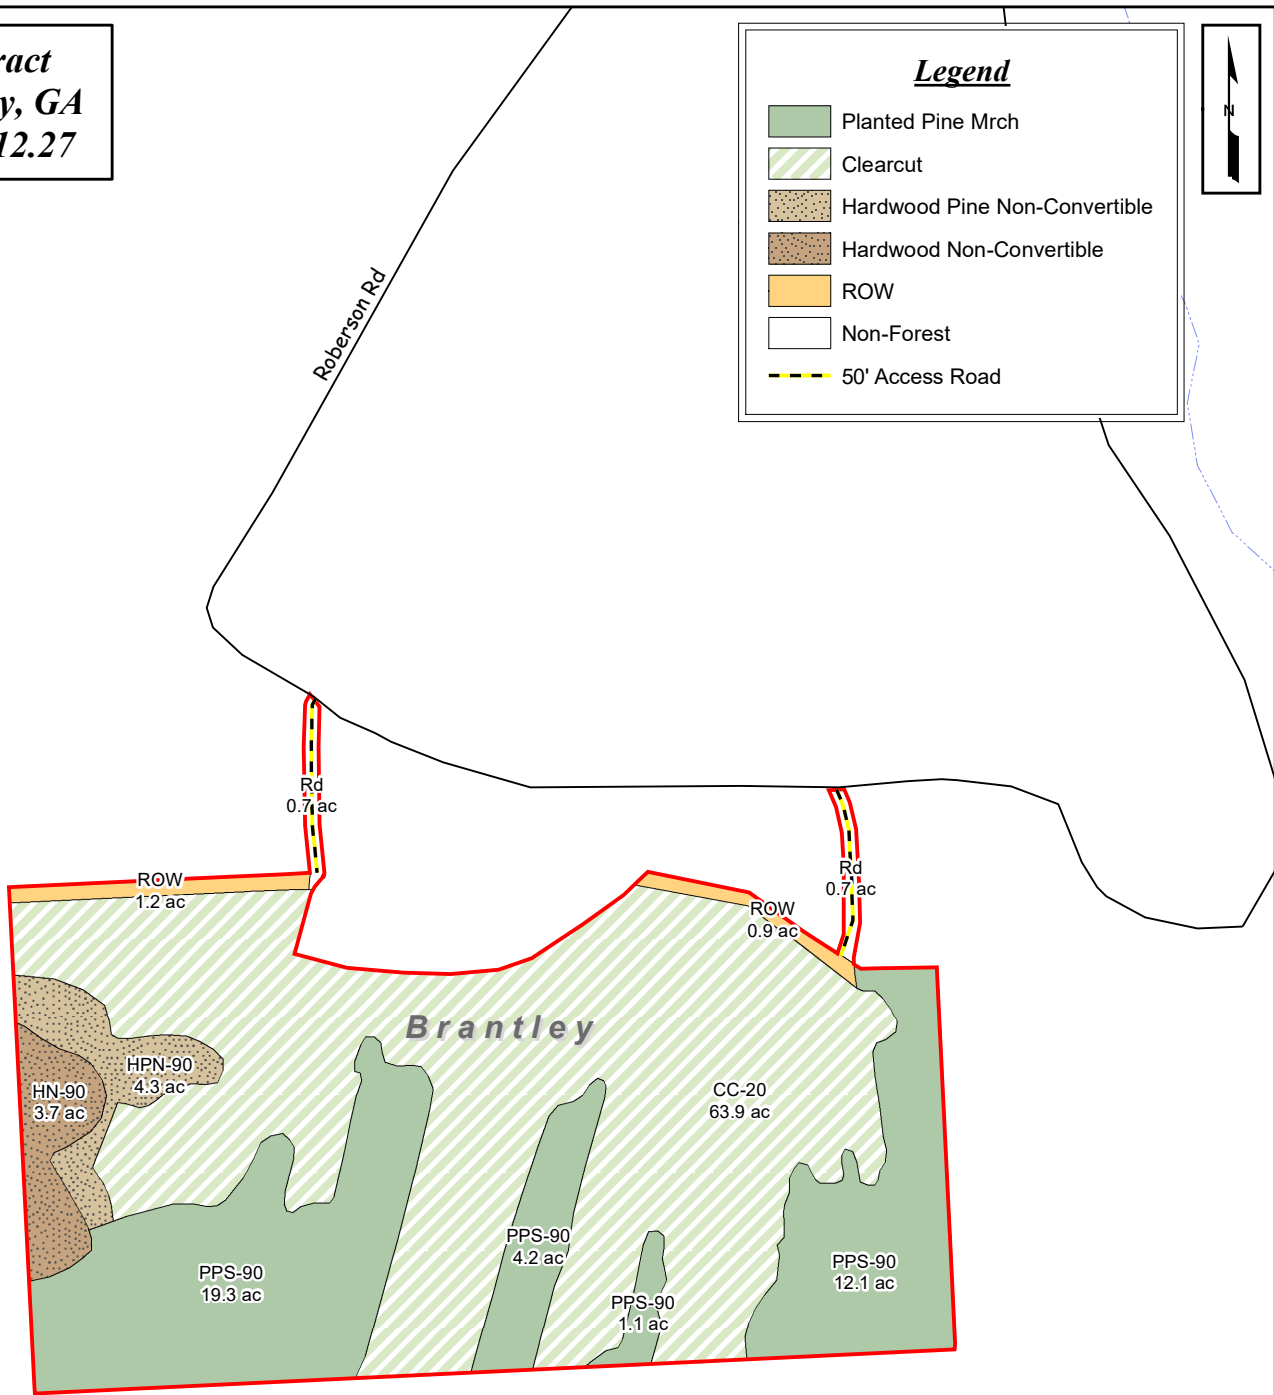 y, GA
12.27
Legend
Planted Pine Mrch
Clearcut
Hardwood Pine Non-Convertible
Hardwood Non-Convertible
ROW
Non-Forest
50' Access Road
N
Roberson Rd
Rd
0.7 ac
Rd
0.7 ac
ROW
1.2 ac
ROW
0.9 ac
Brantley
HPN-90
4.3 ac
HN-90
3.7 ac
CC-20
63.9 ac
PPS-90
4.2 ac
PPS-90
19.3 ac
PPS-90
12.1 ac
PPS-90
1.1 ac